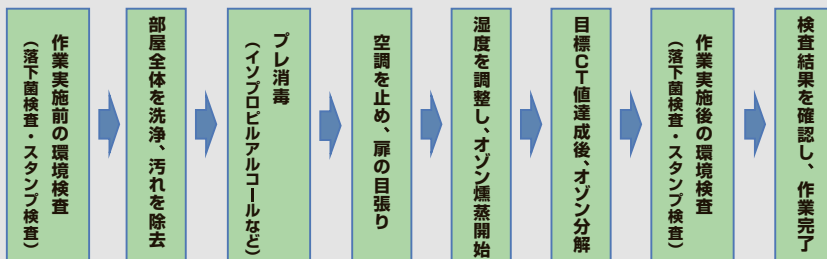 作業実施前の環境検査
（落下菌検査・スタンプ検査）
部屋全体を洗浄、汚れを除去
プレ消毒
（イソプロピルアルコールなど）
空調を止め、扉の目張り
湿度を調整し、オゾン燻蒸開始
目標ＣＴ値達成後、オゾン分解
作業実施後の環境検査
（落下菌検査・スタンプ検査）
検査結果を確認し、作業完了